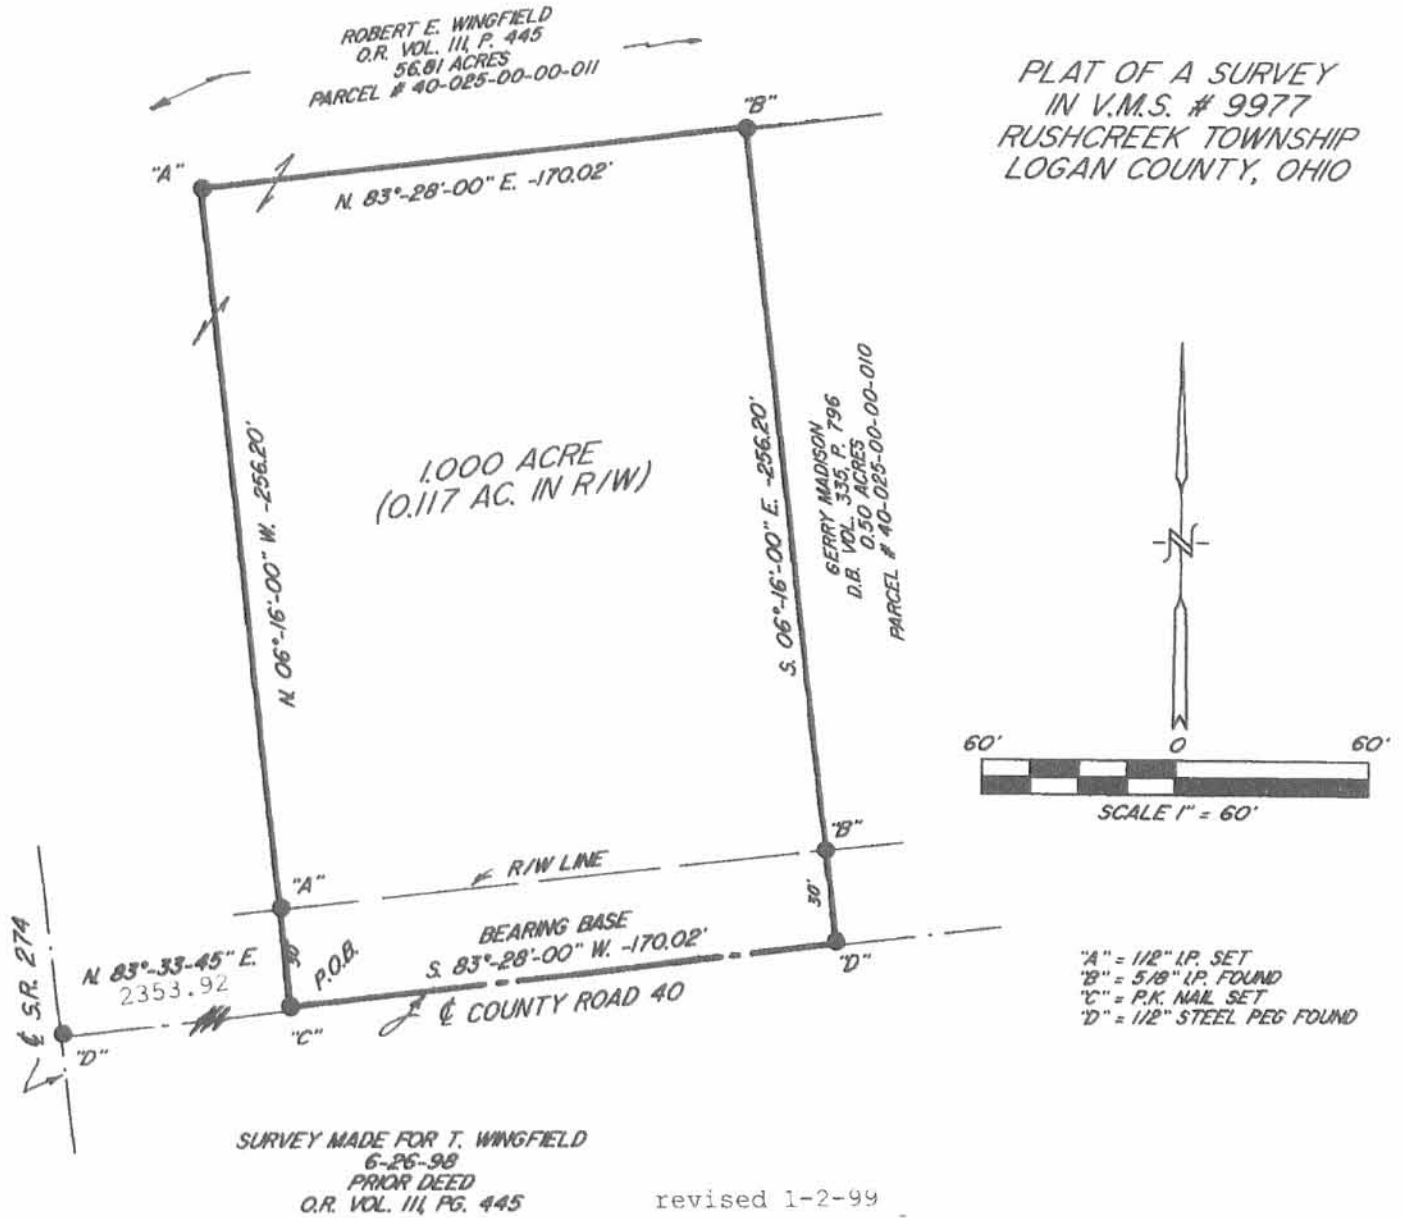 ROBERT E. WINGFIELD
O.R. VOL. 111, P. 445
56.81 ACRES
PARCEL # 40-025-00-00-011
PLAT OF A SURVEY
IN V.M.S. # 9977
RUSHCREEK TOWNSHIP
LOGAN COUNTY, OHIO
"A"
"B"
N. 83°-28'-00" E. -170.02'
N. 06°-16'-00" W. -256.20'
1.000 ACRE
(0.117 AC. IN R/W)
S. 06°-16'-00" E. -256.20'
GERRY MADISON
D.B. VOL. 335, P. 796
0.50 ACRES
PARCEL # 40-025-00-00-010
N
60' 0 60'
SCALE 1" = 60'
"B"
R/W LINE
"A"
30'
30'
BEARING BASE
S. 83°-28'-00" W. -170.02'
P.O.B.
℄ S.R. 274
N. 83°-33-45" E.
2353.92
℄ COUNTY ROAD 40
"D"
"C"
"D"
"A" = 1/2" I.P. SET
"B" = 5/8" I.P. FOUND
"C" = P.K. NAIL SET
"D" = 1/2" STEEL PEG FOUND
SURVEY MADE FOR T. WINGFIELD
6-26-98
PRIOR DEED
O.R. VOL. 111, PG. 445
revised 1-2-99